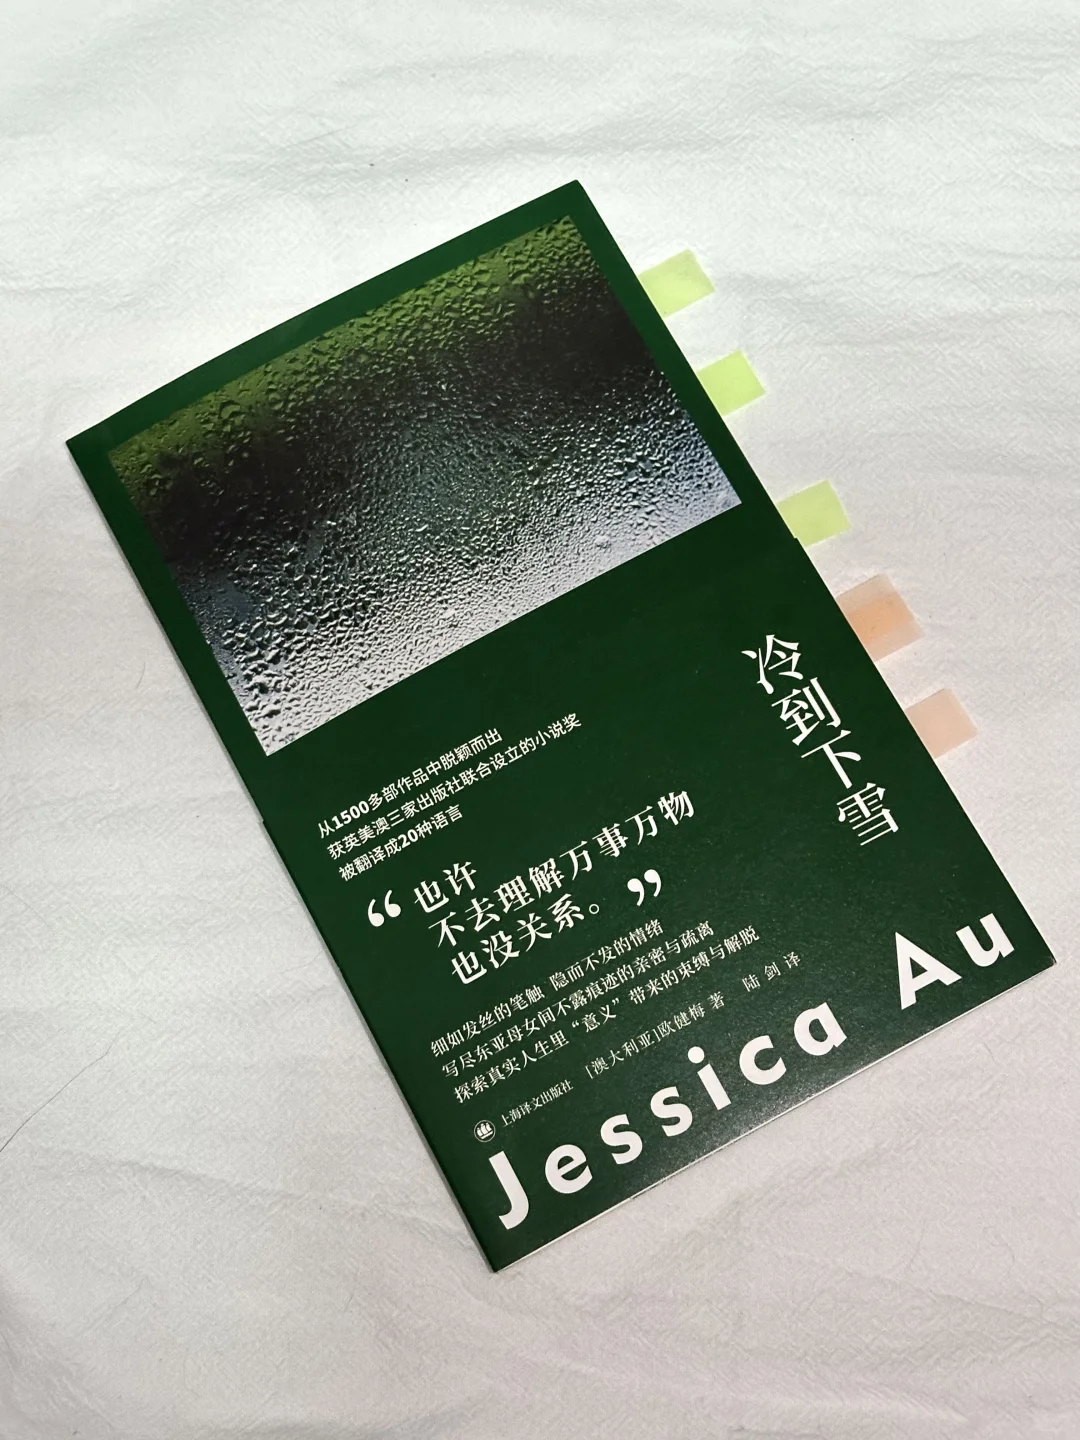 冷到下雪
从1500多部作品中脱颖而出
获英美澳三家出版社联合设立的小说奖
被翻译成20种语言
“也许
不去理解万事万物
也没关系。”
细如发丝的笔触 隐而不发的情绪
写尽东亚母女间不露痕迹的亲密与疏离
探索真实人生里“意义”带来的束缚与解脱
上海译文出版社 [澳大利亚]欧健梅 著 陆剑 译
Jessica Au